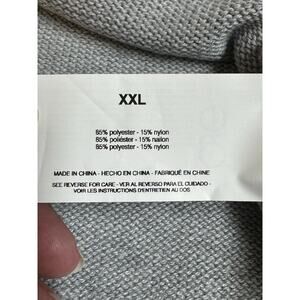 XXL
85% polyester - 15% nylon
85% poliéster - 15% nailon
85% polyester - 15% nylon
MADE IN CHINA - HECHO EN CHINA - FABRIQUÉ EN CHINE
SEE REVERSE FOR CARE - VER AL REVERSO PARA EL CUIDADO -
VOIR LES INSTRUCTIONS D'ENTRETIEN AU DOS